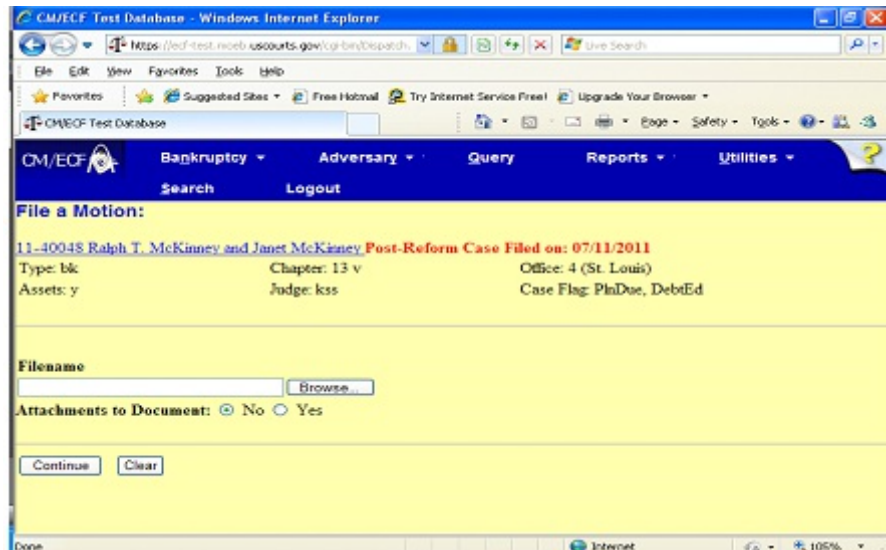 CM/ECF Test Database - Windows Internet Explorer
https://ecf-test.moeb.uscourts.gov/cgi-bin/Dispatch. Live Search
File Edit View Favorites Tools Help
Favorites Suggested Sites Free Hotmail Try Internet Service Free! Upgrade Your Browser
CM/ECF Test Database Page Safety Tools
CM/ECF Bankruptcy Adversary Query Reports Utilities ?
Search Logout
File a Motion:
11-40048 Ralph T. McKinney and Janet McKinney Post-Reform Case Filed on: 07/11/2011
Type: bk Chapter: 13 v Office: 4 (St. Louis)
Assets: y Judge: kss Case Flag: PlnDue, DebtEd
Filename
Browse...
Attachments to Document: No Yes
Continue Clear
Done Internet 105%